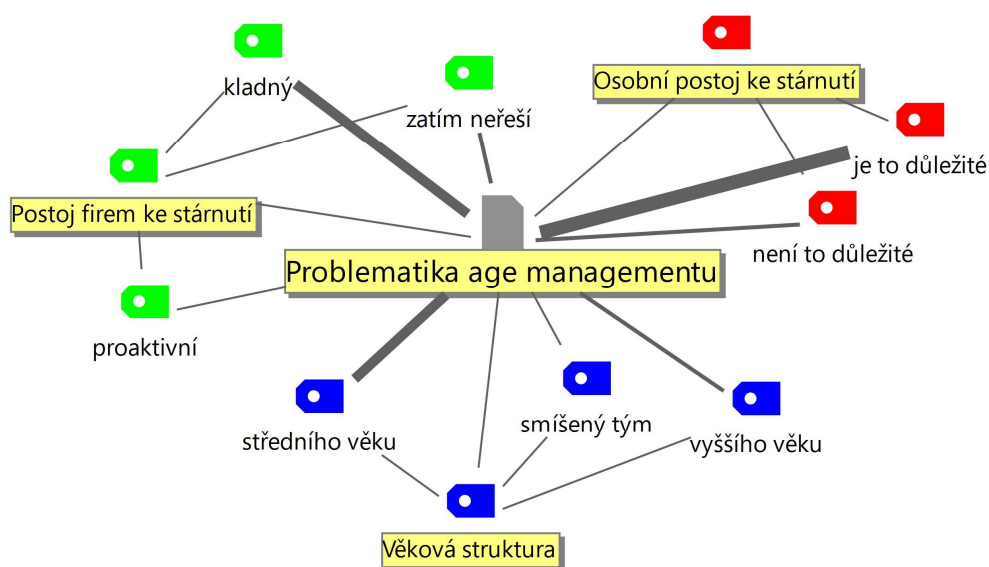 kladný
zatím neřeší
Osobní postoj ke stárnutí
je to důležité
Postoj firem ke stárnutí
není to důležité
Problematika age managementu
proaktivní
středního věku
smíšený tým
vyššího věku
Věková struktura